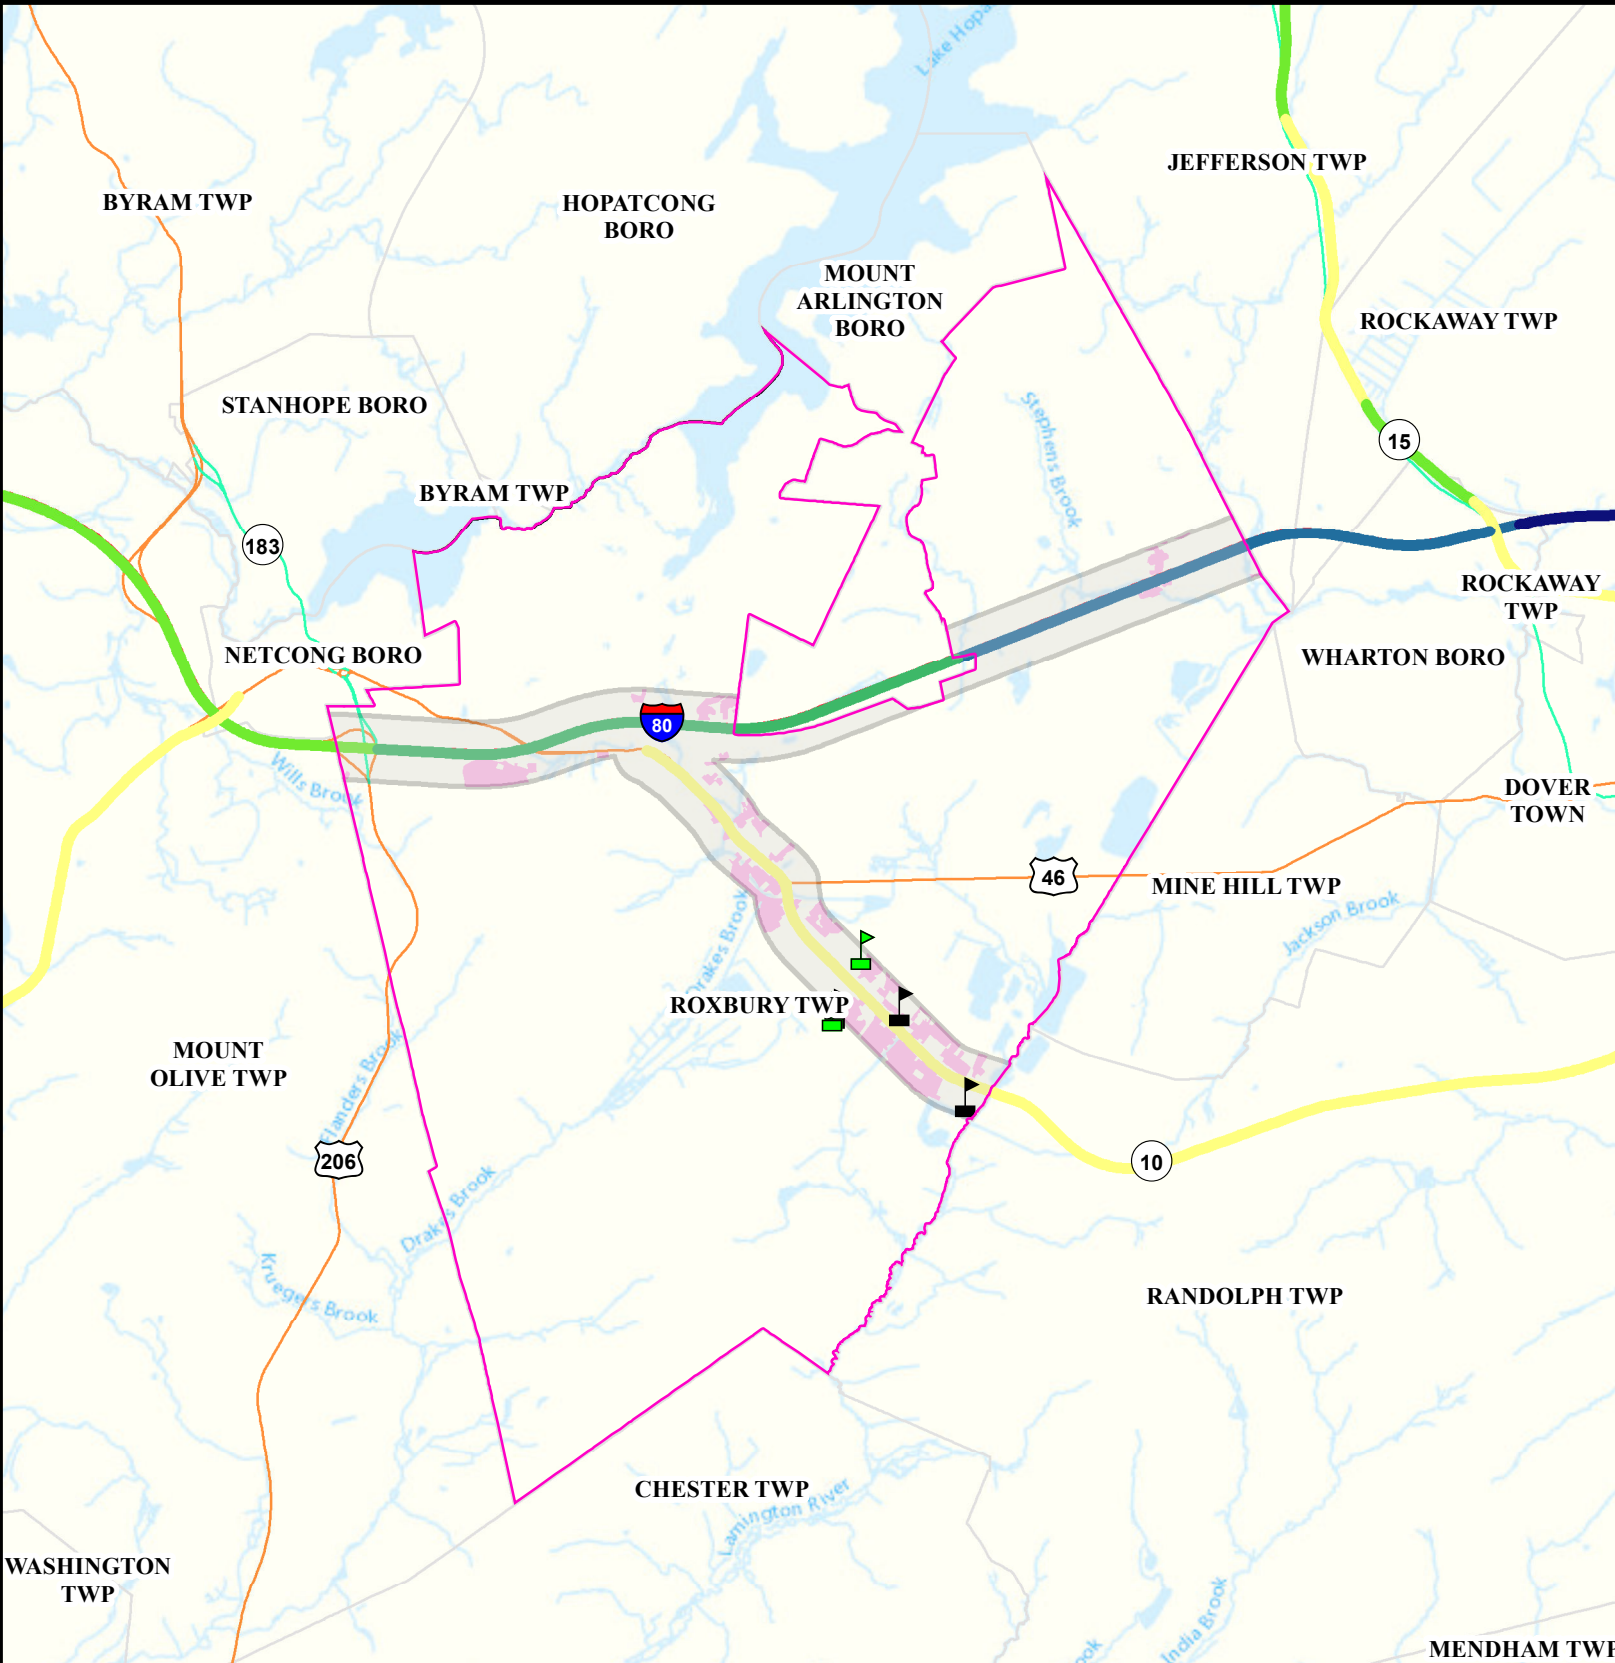 Lake Hopa
JEFFERSON TWP
BYRAM TWP
HOPATCONG
BORO
MOUNT
ARLINGTON
BORO
ROCKAWAY TWP
STANHOPE BORO
Stephens Brook
15
BYRAM TWP
183
ROCKAWAY
TWP
NETCONG BORO
WHARTON BORO
80
Wills Brook
DOVER
TOWN
46
MINE HILL TWP
Jackson Brook
Drakes Brook
ROXBURY TWP
MOUNT
OLIVE TWP
Flanders Brook
206
10
Drakes Brook
Kruegers Brook
RANDOLPH TWP
CHESTER TWP
Lamington River
WASHINGTON
TWP
India Brook
ook
MENDHAM TWP